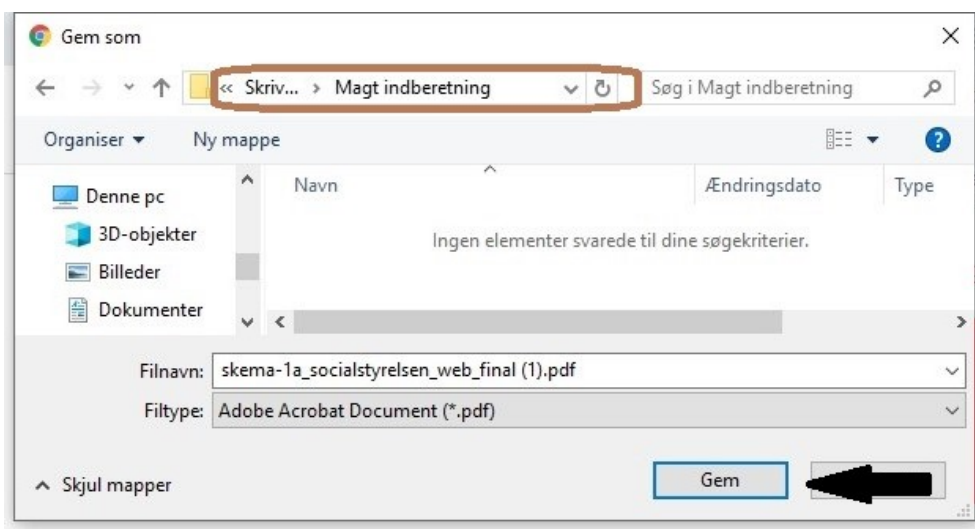 Gem som
« Skriv... › Magt indberetning
Søg i Magt indberetning
Organiser
Ny mappe
Navn
Ændringsdato
Type
Denne pc
3D-objekter
Billeder
Dokumenter
Ingen elementer svarede til dine søgekriterier.
Filnavn: skema-1a_socialstyrelsen_web_final (1).pdf
Filtype: Adobe Acrobat Document (*.pdf)
Skjul mapper
Gem